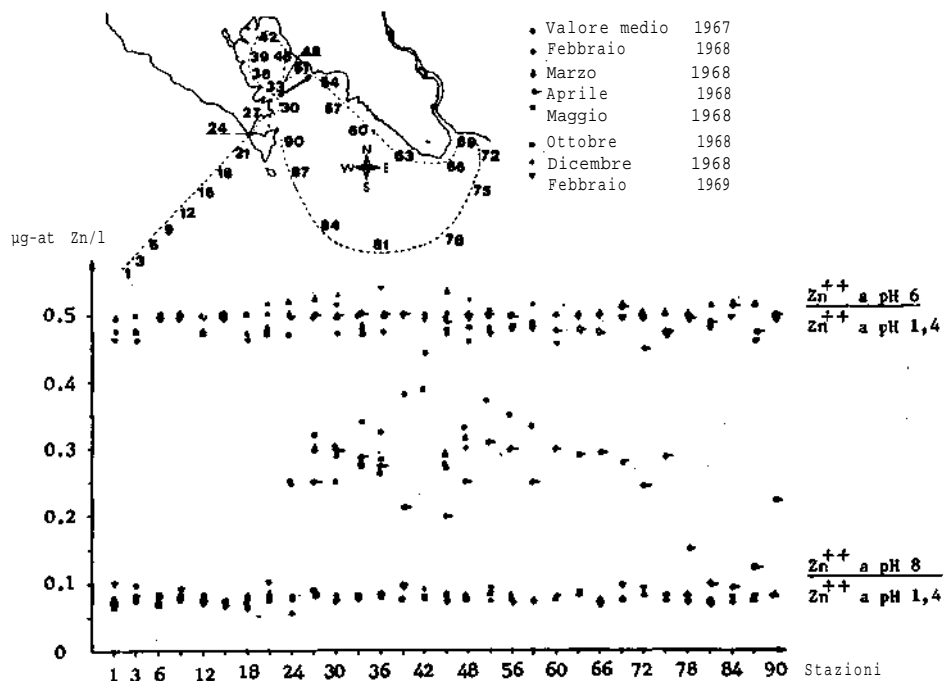 Valore medio 1967
Febbraio 1968
Marzo 1968
Aprile 1968
Maggio 1968
Ottobre 1968
Dicembre 1968
Febbraio 1969
42
48
39
45
51
36
54
33
57
27
30
24
60
90
N
69
21
63
72
W E
66
18
87
S
75
15
12
9
84
78
6
81
3
1
µg-at Zn/l
Zn++ a pH 6
0.5
Zn++ a pH 1,4
0.4
0.3
0.2
Zn++ a pH 8
0.1
Zn++ a pH 1,4
0
1 3 6 12 18 24 30 36 42 48 56 60 66 72 78 84 90 Stazioni